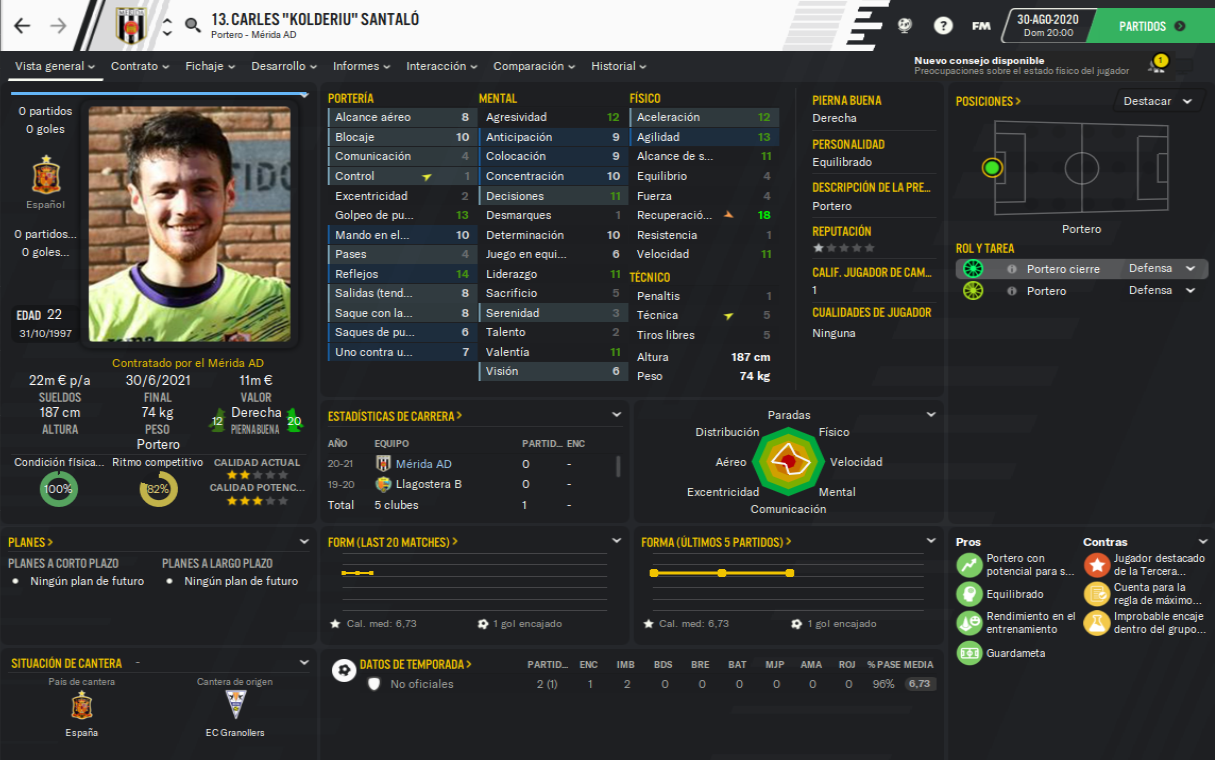 13. CARLES "KOLDERIU" SANTALÓ
Portero - Mérida AD
?
FM
30-AGO-2020
Dom 20:00
PARTIDOS
Vista general
Contrato
Fichaje
Desarrollo
Informes
Interacción
Comparación
Historial
Nuevo consejo disponible
Preocupaciones sobre el estado físico del jugador
1
0 partidos
0 goles
Español
0 partidos...
0 goles...
EDAD 22
31/10/1997
Contratado por el Mérida AD
22m € p/a
SUELDOS
30/6/2021
FINAL
11m €
VALOR
187 cm
ALTURA
74 kg
PESO
12
Derecha
PIERNA BUENA
20
Portero
Condición física...
100%
Ritmo competitivo
82%
CALIDAD ACTUAL
CALIDAD POTENC...
PORTERÍA
Alcance aéreo 8
Blocaje 10
Comunicación 4
Control 1
Excentricidad 2
Golpeo de pu... 13
Mando en el... 10
Pases 4
Reflejos 14
Salidas (tend... 8
Saque con la... 8
Saques de pu... 6
Uno contra u... 7
MENTAL
Agresividad 12
Anticipación 9
Colocación 9
Concentración 10
Decisiones 11
Desmarques 1
Determinación 10
Juego en equi... 6
Liderazgo 11
Sacrificio 5
Serenidad 3
Talento 2
Valentía 11
Visión 6
FÍSICO
Aceleración 12
Agilidad 13
Alcance de s... 11
Equilibrio 4
Fuerza 4
Recuperació... 18
Resistencia 1
Velocidad 11
TÉCNICO
Penaltis 1
Técnica 5
Tiros libres 5
Altura 187 cm
Peso 74 kg
PIERNA BUENA
Derecha
PERSONALIDAD
Equilibrado
DESCRIPCIÓN DE LA PRE...
Portero
REPUTACIÓN
CALIF. JUGADOR DE CAM...
1
CUALIDADES DE JUGADOR
Ninguna
POSICIONES >
Destacar
Portero
ROL Y TAREA
Portero cierre Defensa
Portero Defensa
ESTADÍSTICAS DE CARRERA >
AÑO EQUIPO PARTID... ENC
20-21 Mérida AD 0 -
19-20 Llagostera B 0 -
Total 5 clubes 1 -
Paradas
Distribución
Físico
Aéreo
Velocidad
Excentricidad
Mental
Comunicación
PLANES >
PLANES A CORTO PLAZO
Ningún plan de futuro
PLANES A LARGO PLAZO
Ningún plan de futuro
FORM (LAST 20 MATCHES) >
Cal. med: 6,73
1 gol encajado
FORMA (ÚLTIMOS 5 PARTIDOS) >
Cal. med: 6,73
1 gol encajado
Pros
Portero con
potencial para s...
Equilibrado
Rendimiento en el
entrenamiento
Guardameta
Contras
Jugador destacado
de la Tercera...
Cuenta para la
regla de máximo...
Improbable encaje
dentro del grupo...
SITUACIÓN DE CANTERA -
País de cantera
España
Cantera de origen
EC Granollers
DATOS DE TEMPORADA >
PARTID... ENC IMB BDS BRE BAT MJP AMA ROJ % PASE MEDIA
No oficiales 2 (1) 1 2 0 0 0 0 0 0 96% 6,73